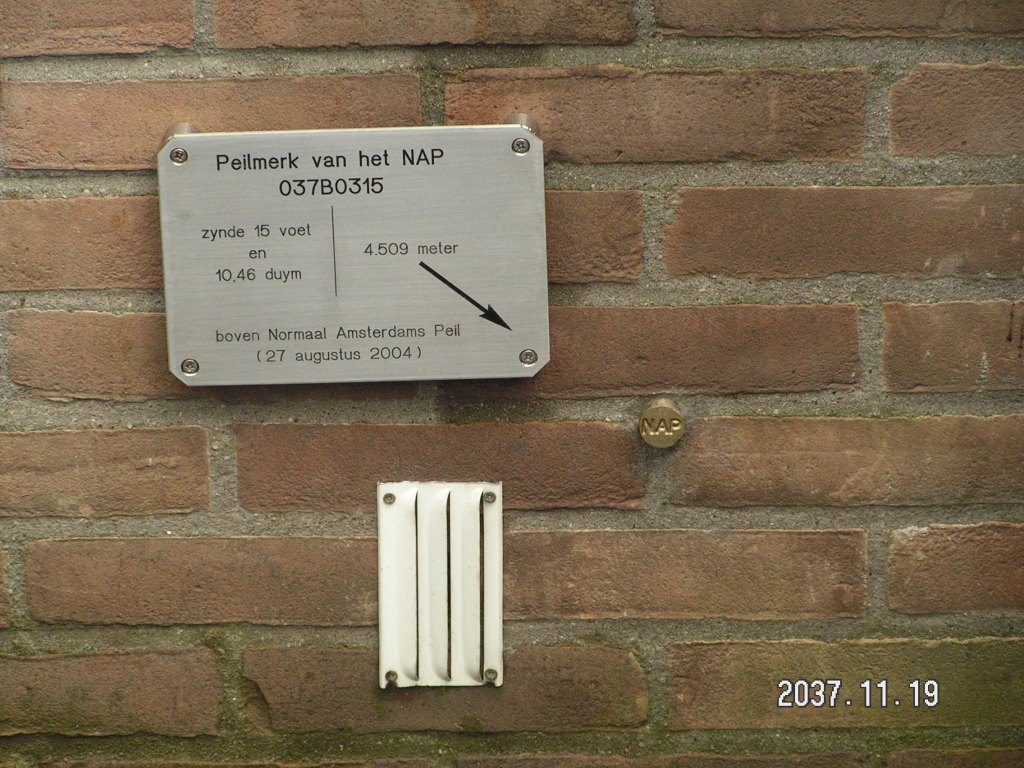 Peilmerk van het NAP
037B0315
zynde 15 voet
en
10,46 duym
4.509 meter
boven Normaal Amsterdams Peil
(27 augustus 2004)
NAP
2037.11.19